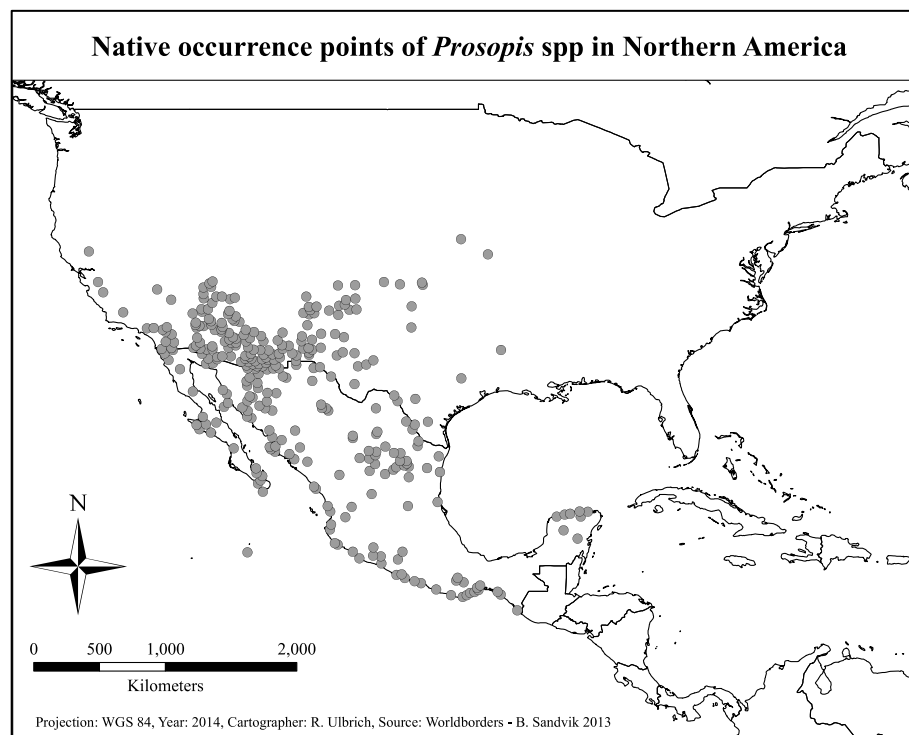 Native occurrence points of Prosopis spp in Northern America
N
0 500 1,000 2,000
Kilometers
Projection: WGS 84, Year: 2014, Cartographer: R. Ulbrich, Source: Worldborders - B. Sandvik 2013